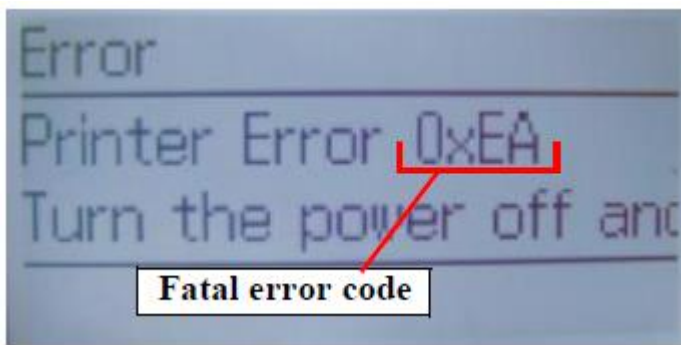 Error
Printer Error 0xEA
Turn the power off and
Fatal error code